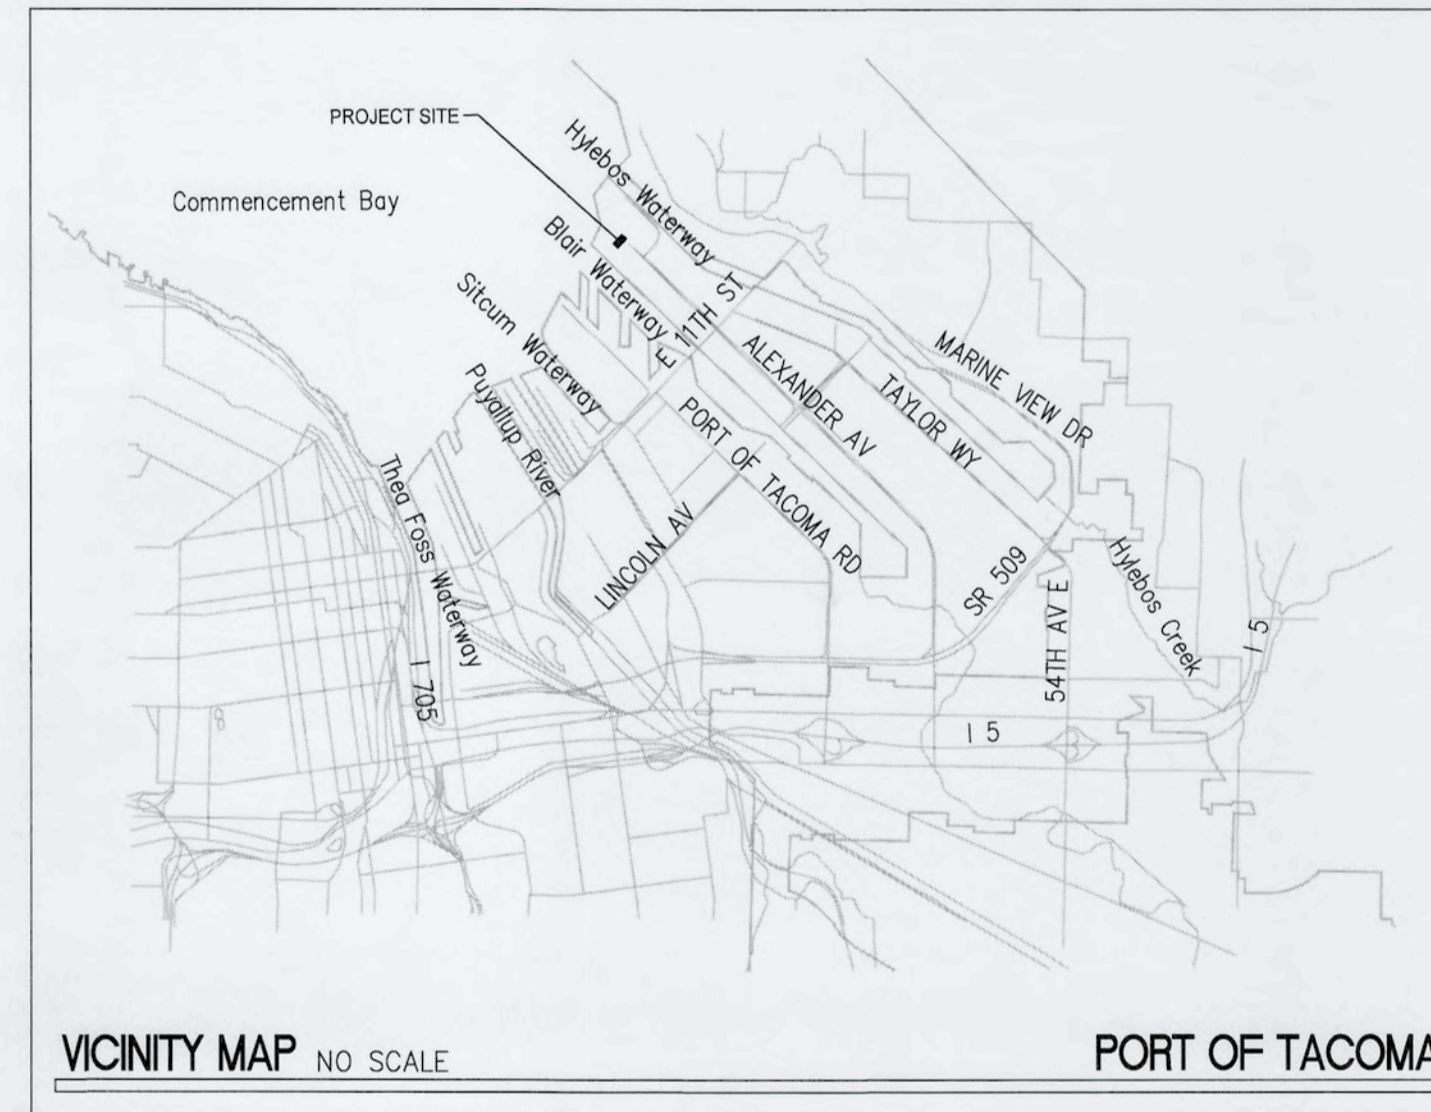 PROJECT SITE
Commencement Bay
Hylebos Waterway
Blair Waterway
Sitcum Waterway
Puyallup River
Thea Foss Waterway
E 11TH ST
ALEXANDER AV
TAYLOR WY
MARINE VIEW DR
PORT OF TACOMA RD
LINCOLN AV
SR 509
54TH AV E
Hylebos Creek
I 5
I 705
I 5
VICINITY MAP NO SCALE
PORT OF TACOMA